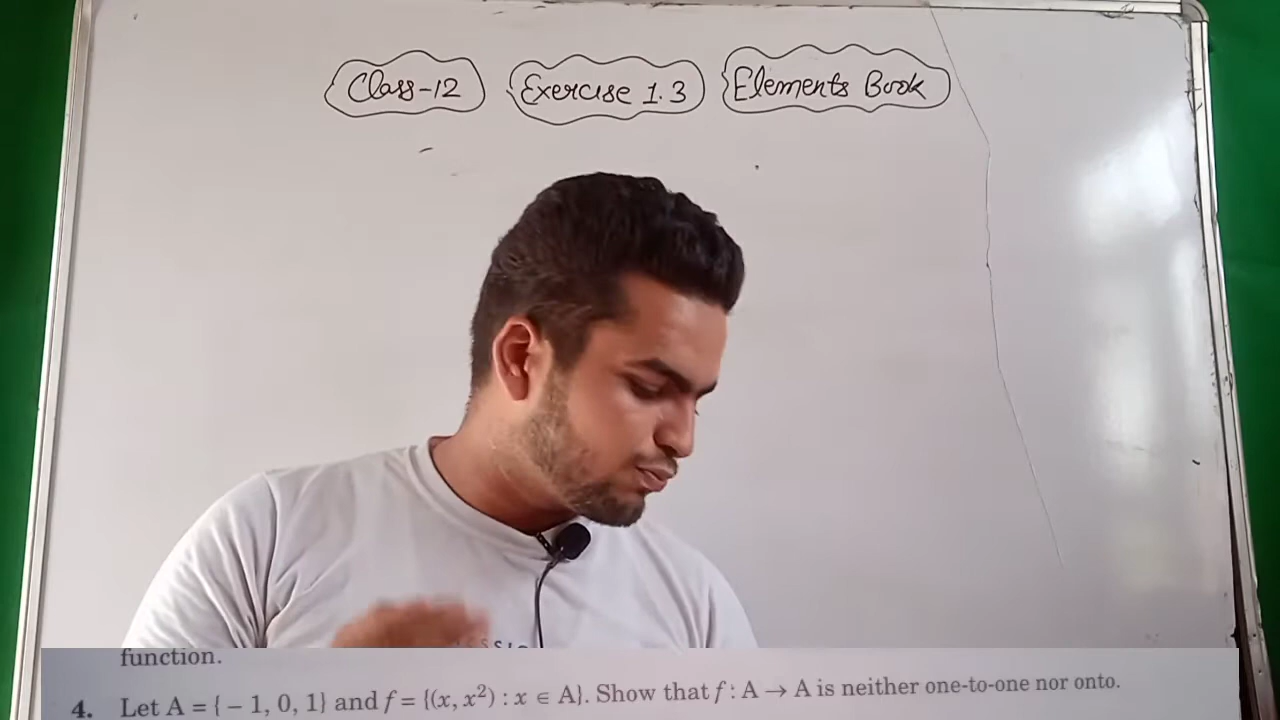 Class-12 Exercise 1.3 Elements Book
function.
4. Let A = { – 1, 0, 1} and f = {(x, x²) : x ∈ A}. Show that f : A → A is neither one-to-one nor onto.